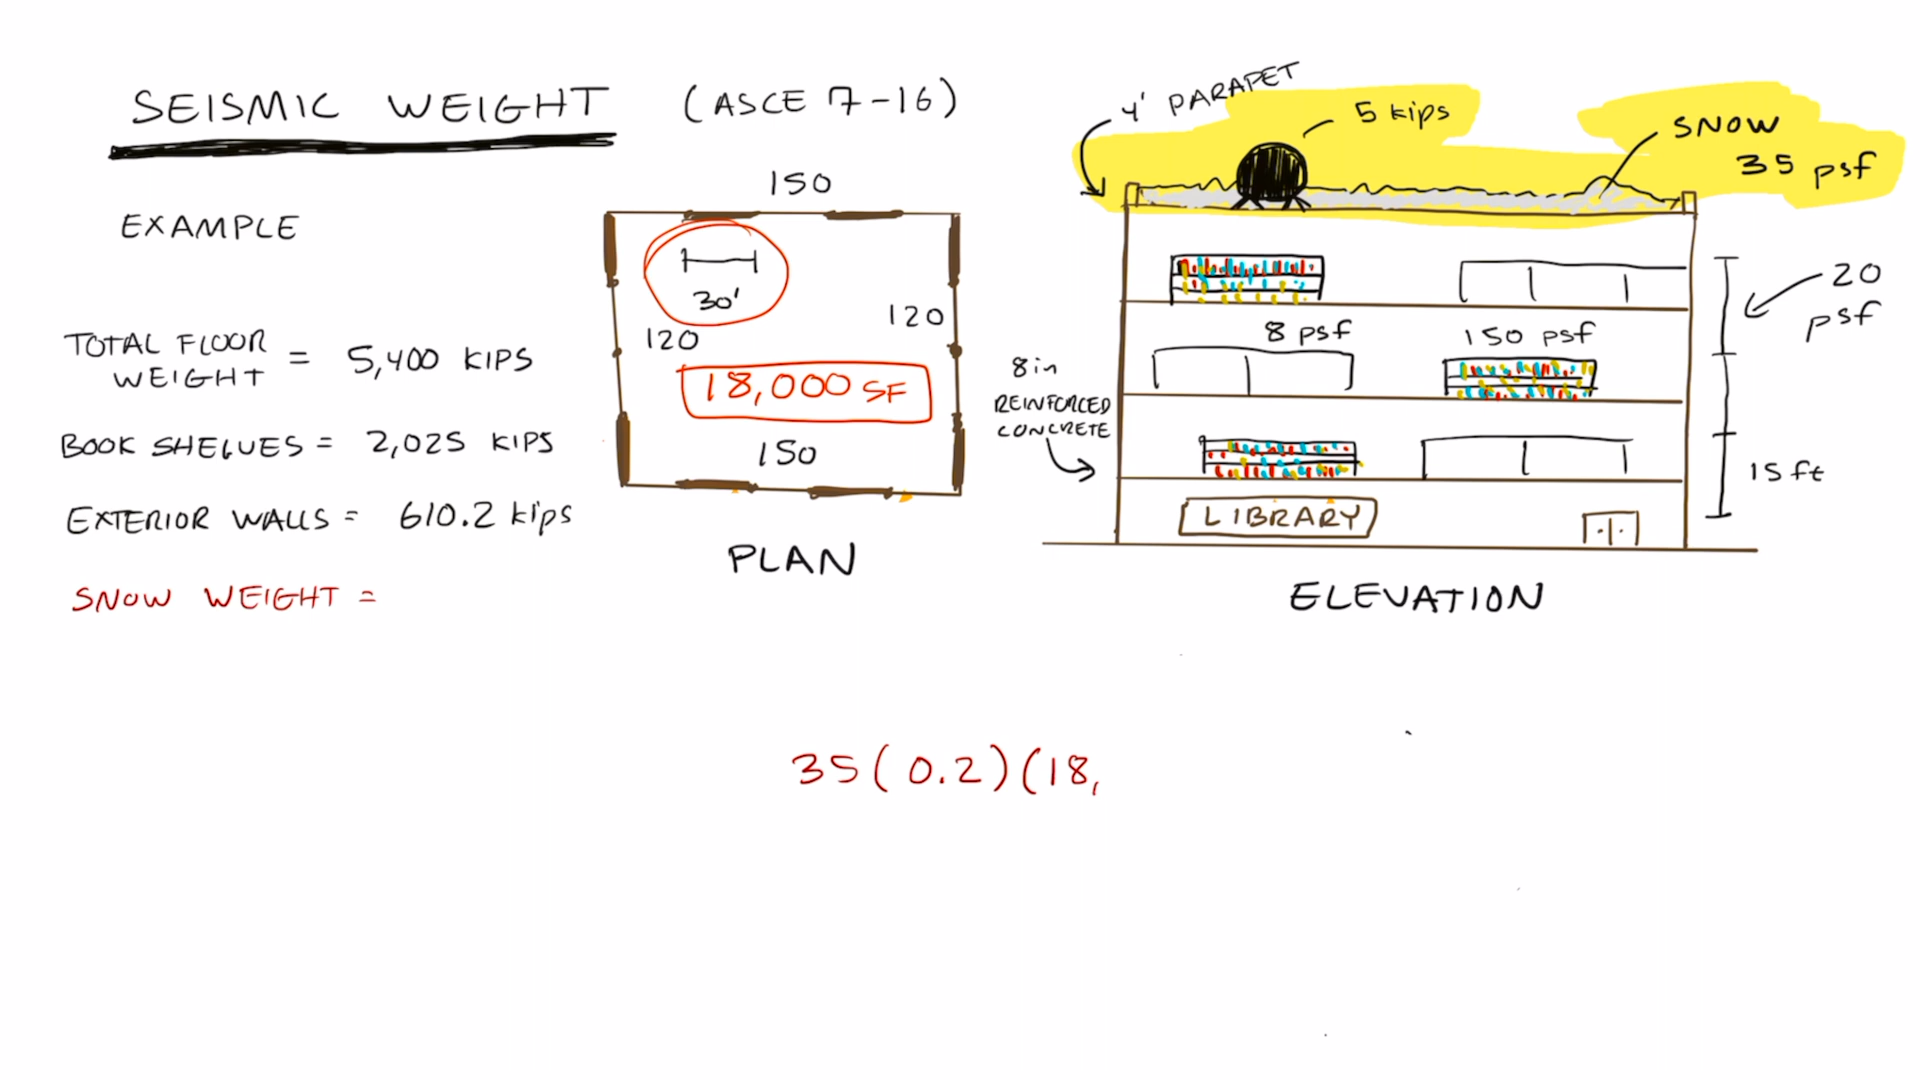 SEISMIC WEIGHT (ASCE 7-16)
EXAMPLE
TOTAL FLOOR WEIGHT = 5,400 KIPS
BOOK SHELVES = 2,025 KIPS
EXTERIOR WALLS = 610.2 kips
SNOW WEIGHT =
150
30'
120
120
18,000 SF
150
PLAN
4' PARAPET
5 kips
SNOW
35 psf
20
psf
8 psf
150 psf
8in
REINFORCED
CONCRETE
15 ft
LIBRARY
ELEVATION
35(0.2)(18,